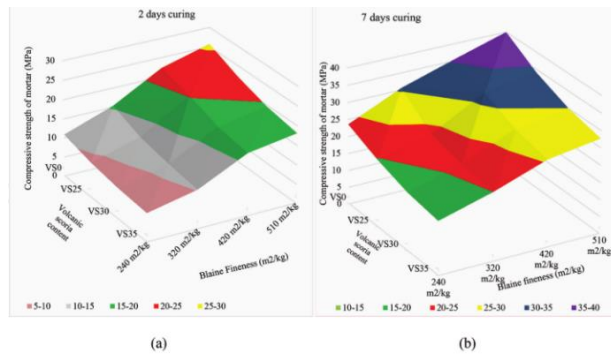 2 days curing
Compressive strength of mortar (MPa)
30
25
20
15
10
5
0
VS0
VS25
VS30
VS35
Volcanic
scoria
content
240 m2/kg
320 m2/kg
420 m2/kg
510 m2/kg
Blaine Fineness (m2/kg)
5-10 10-15 15-20 20-25 25-30
(a)
7 days curing
Compressive strength of mortar (MPa)
40
35
30
25
20
15
10
5
0
VS0
VS25
VS30
VS35
Volcanic
scoria
content
240
m2/kg
320
m2/kg
420
m2/kg
510
m2/kg
Blaine fineness (m2/kg)
10-15 15-20 20-25 25-30 30-35 35-40
(b)